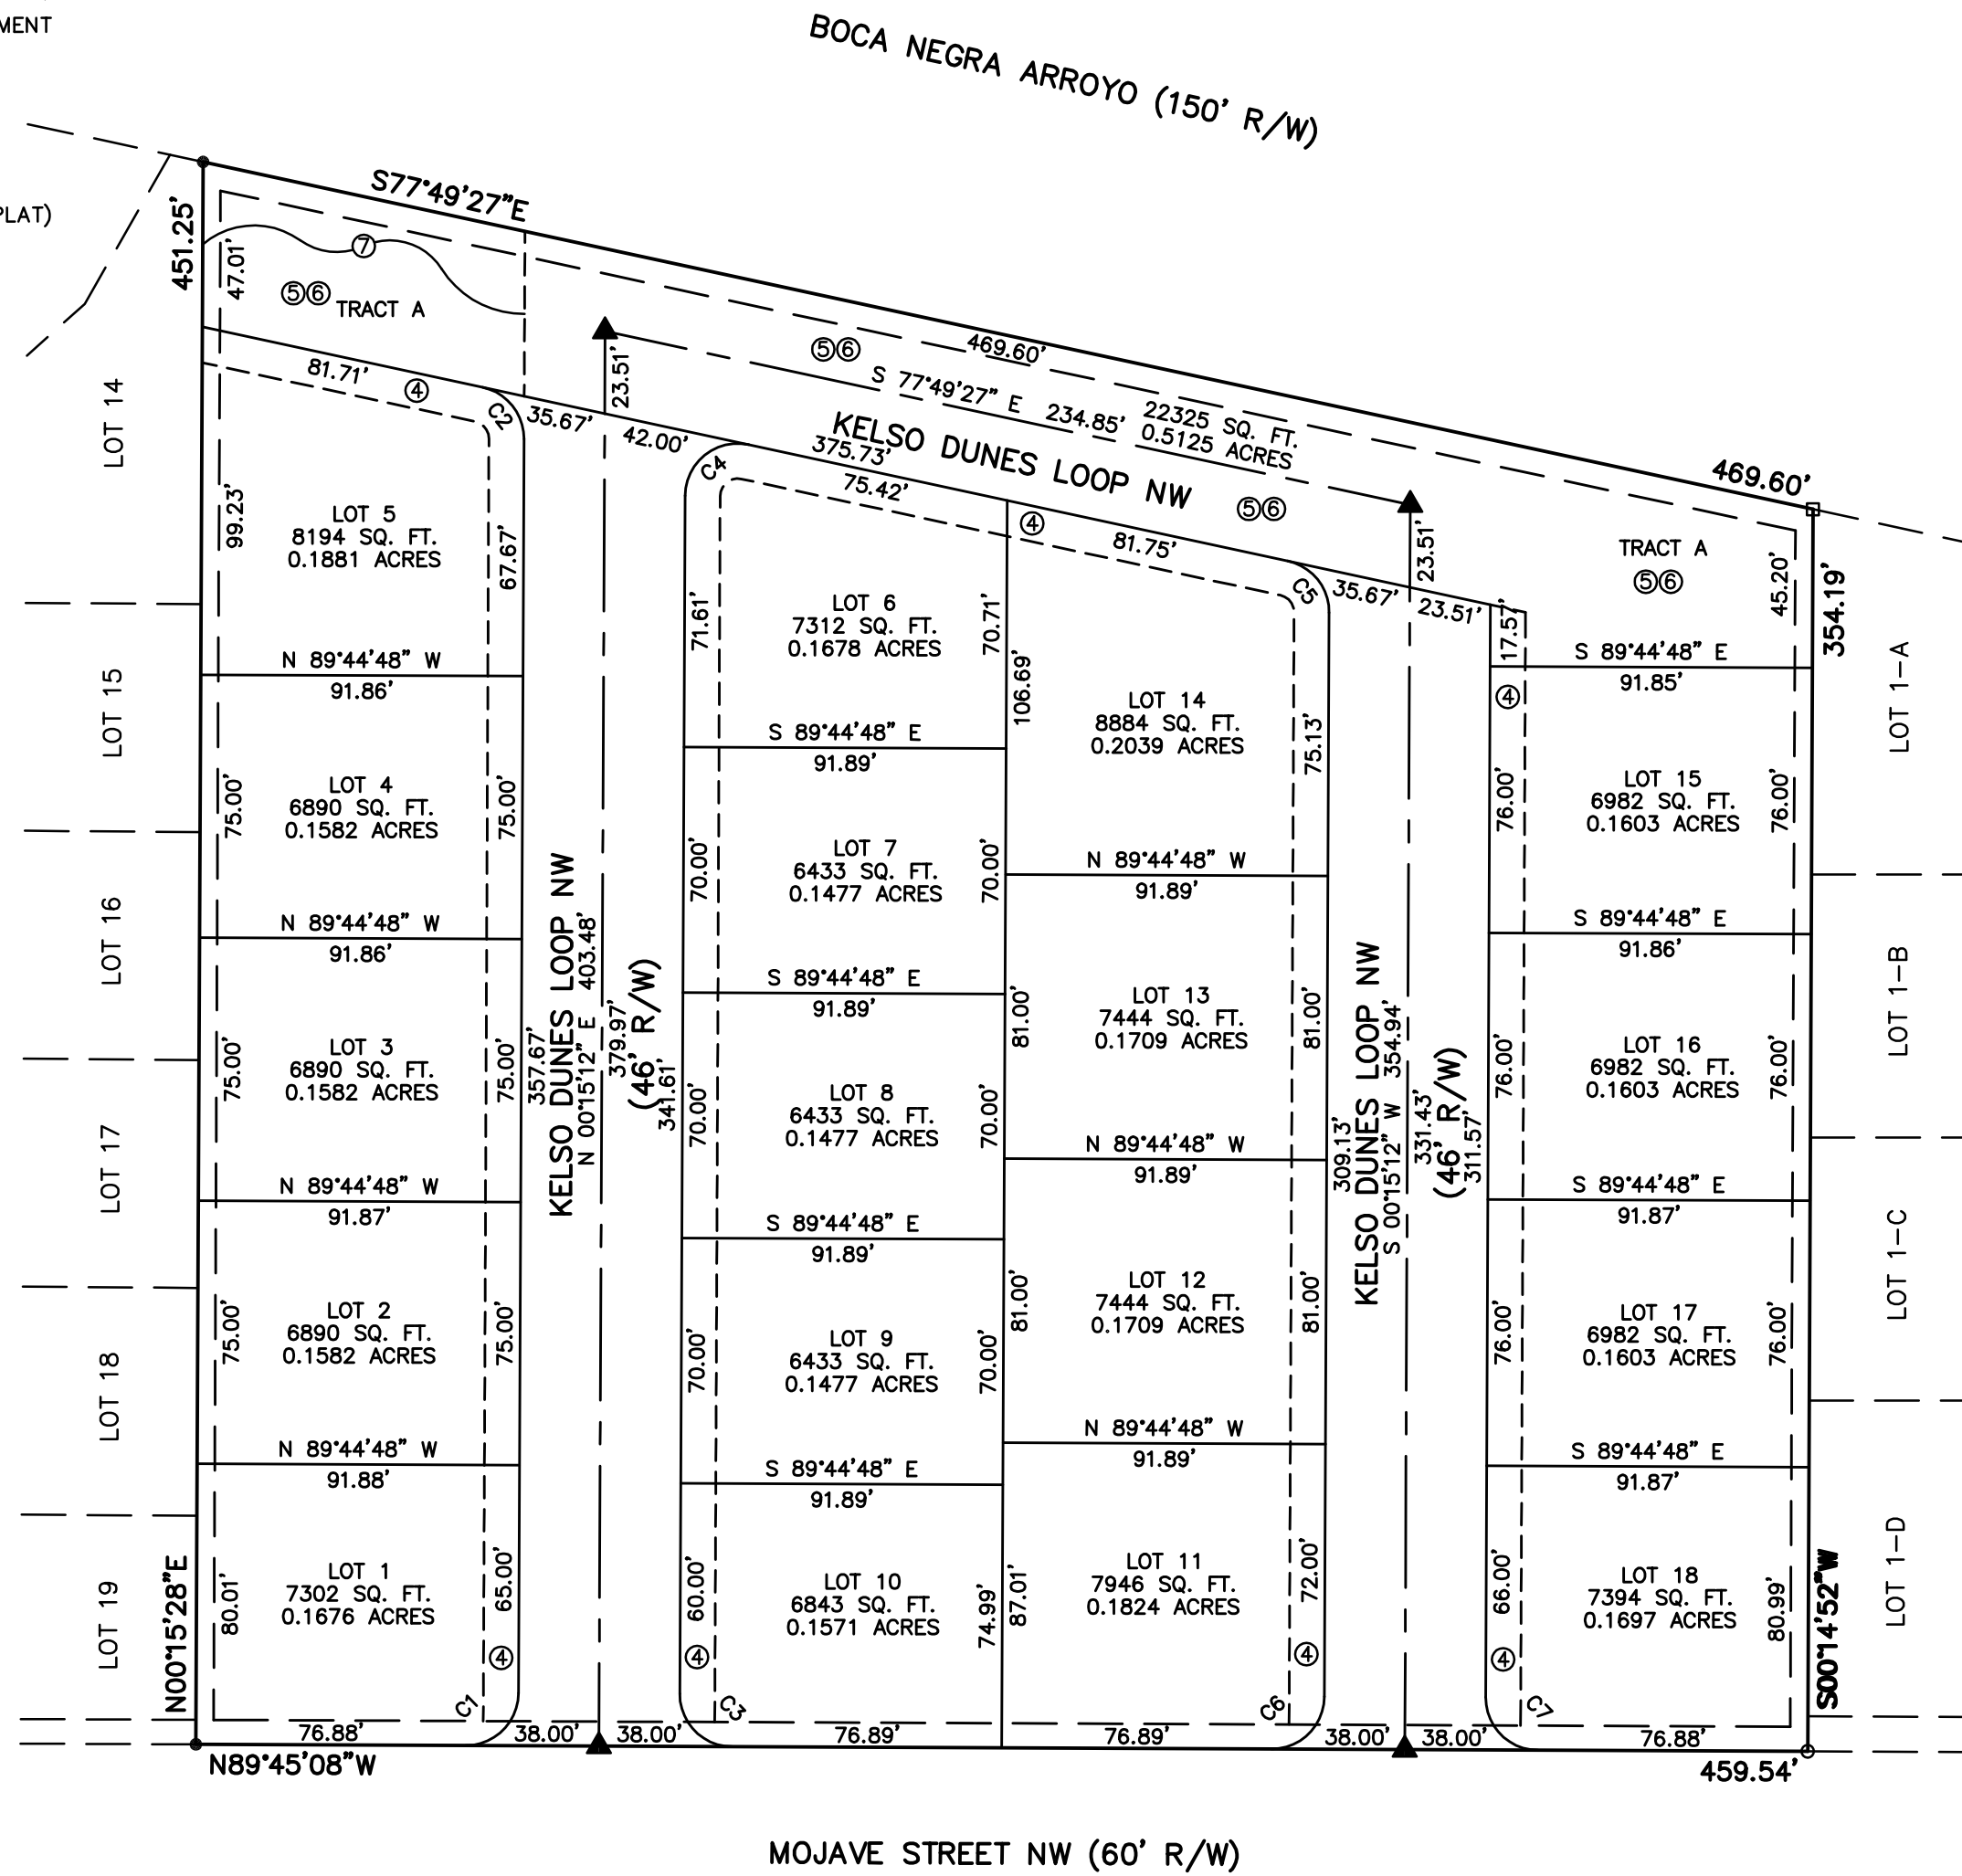 MENT
BOCA NEGRA ARROYO (150' R/W)
PLAT)
S77°49'27"E
451.25'
47.01'
⑦
⑤⑥
TRACT A
81.71'
④
C2
35.67'
23.51'
42.00'
⑤⑥
469.60'
S 77°49'27" E 234.85'
22325 SQ. FT.
0.5125 ACRES
KELSO DUNES LOOP NW
375.73'
75.42'
C4
⑤⑥
469.60'
④
81.75'
C5
35.67'
23.51'
23.51'
17.57'
TRACT A
⑤⑥
45.20'
354.19'
LOT 14
LOT 15
LOT 16
LOT 17
LOT 18
LOT 19
99.23'
LOT 5
8194 SQ. FT.
0.1881 ACRES
67.67'
N 89°44'48" W
91.86'
75.00'
LOT 4
6890 SQ. FT.
0.1582 ACRES
75.00'
N 89°44'48" W
91.86'
75.00'
LOT 3
6890 SQ. FT.
0.1582 ACRES
75.00'
N 89°44'48" W
91.87'
75.00'
LOT 2
6890 SQ. FT.
0.1582 ACRES
75.00'
N 89°44'48" W
91.88'
80.01'
LOT 1
7302 SQ. FT.
0.1676 ACRES
65.00'
④
C1
N00°15'28"E
357.67'
KELSO DUNES LOOP NW
N 00°15'12" E 403.48'
379.97'
(46' R/W)
341.61'
71.61'
LOT 6
7312 SQ. FT.
0.1678 ACRES
70.71'
S 89°44'48" E
91.89'
70.00'
LOT 7
6433 SQ. FT.
0.1477 ACRES
70.00'
S 89°44'48" E
91.89'
70.00'
LOT 8
6433 SQ. FT.
0.1477 ACRES
70.00'
S 89°44'48" E
91.89'
70.00'
LOT 9
6433 SQ. FT.
0.1477 ACRES
70.00'
S 89°44'48" E
91.89'
60.00'
LOT 10
6843 SQ. FT.
0.1571 ACRES
74.99'
④
C3
106.69'
LOT 14
8884 SQ. FT.
0.2039 ACRES
75.13'
N 89°44'48" W
91.89'
81.00'
LOT 13
7444 SQ. FT.
0.1709 ACRES
81.00'
N 89°44'48" W
91.89'
81.00'
LOT 12
7444 SQ. FT.
0.1709 ACRES
81.00'
N 89°44'48" W
91.89'
87.01'
LOT 11
7946 SQ. FT.
0.1824 ACRES
72.00'
④
C6
309.13'
KELSO DUNES LOOP NW
S 00°15'12" W 354.94'
331.43'
(46' R/W)
311.57'
S 89°44'48" E
91.85'
④
76.00'
LOT 15
6982 SQ. FT.
0.1603 ACRES
76.00'
S 89°44'48" E
91.86'
76.00'
LOT 16
6982 SQ. FT.
0.1603 ACRES
76.00'
S 89°44'48" E
91.87'
76.00'
LOT 17
6982 SQ. FT.
0.1603 ACRES
76.00'
S 89°44'48" E
91.87'
66.00'
LOT 18
7394 SQ. FT.
0.1697 ACRES
80.99'
④
C7
S00°14'52"W
LOT 1-A
LOT 1-B
LOT 1-C
LOT 1-D
76.88'
38.00'
38.00'
76.89'
76.89'
38.00'
38.00'
76.88'
N89°45'08"W
459.54'
MOJAVE STREET NW (60' R/W)